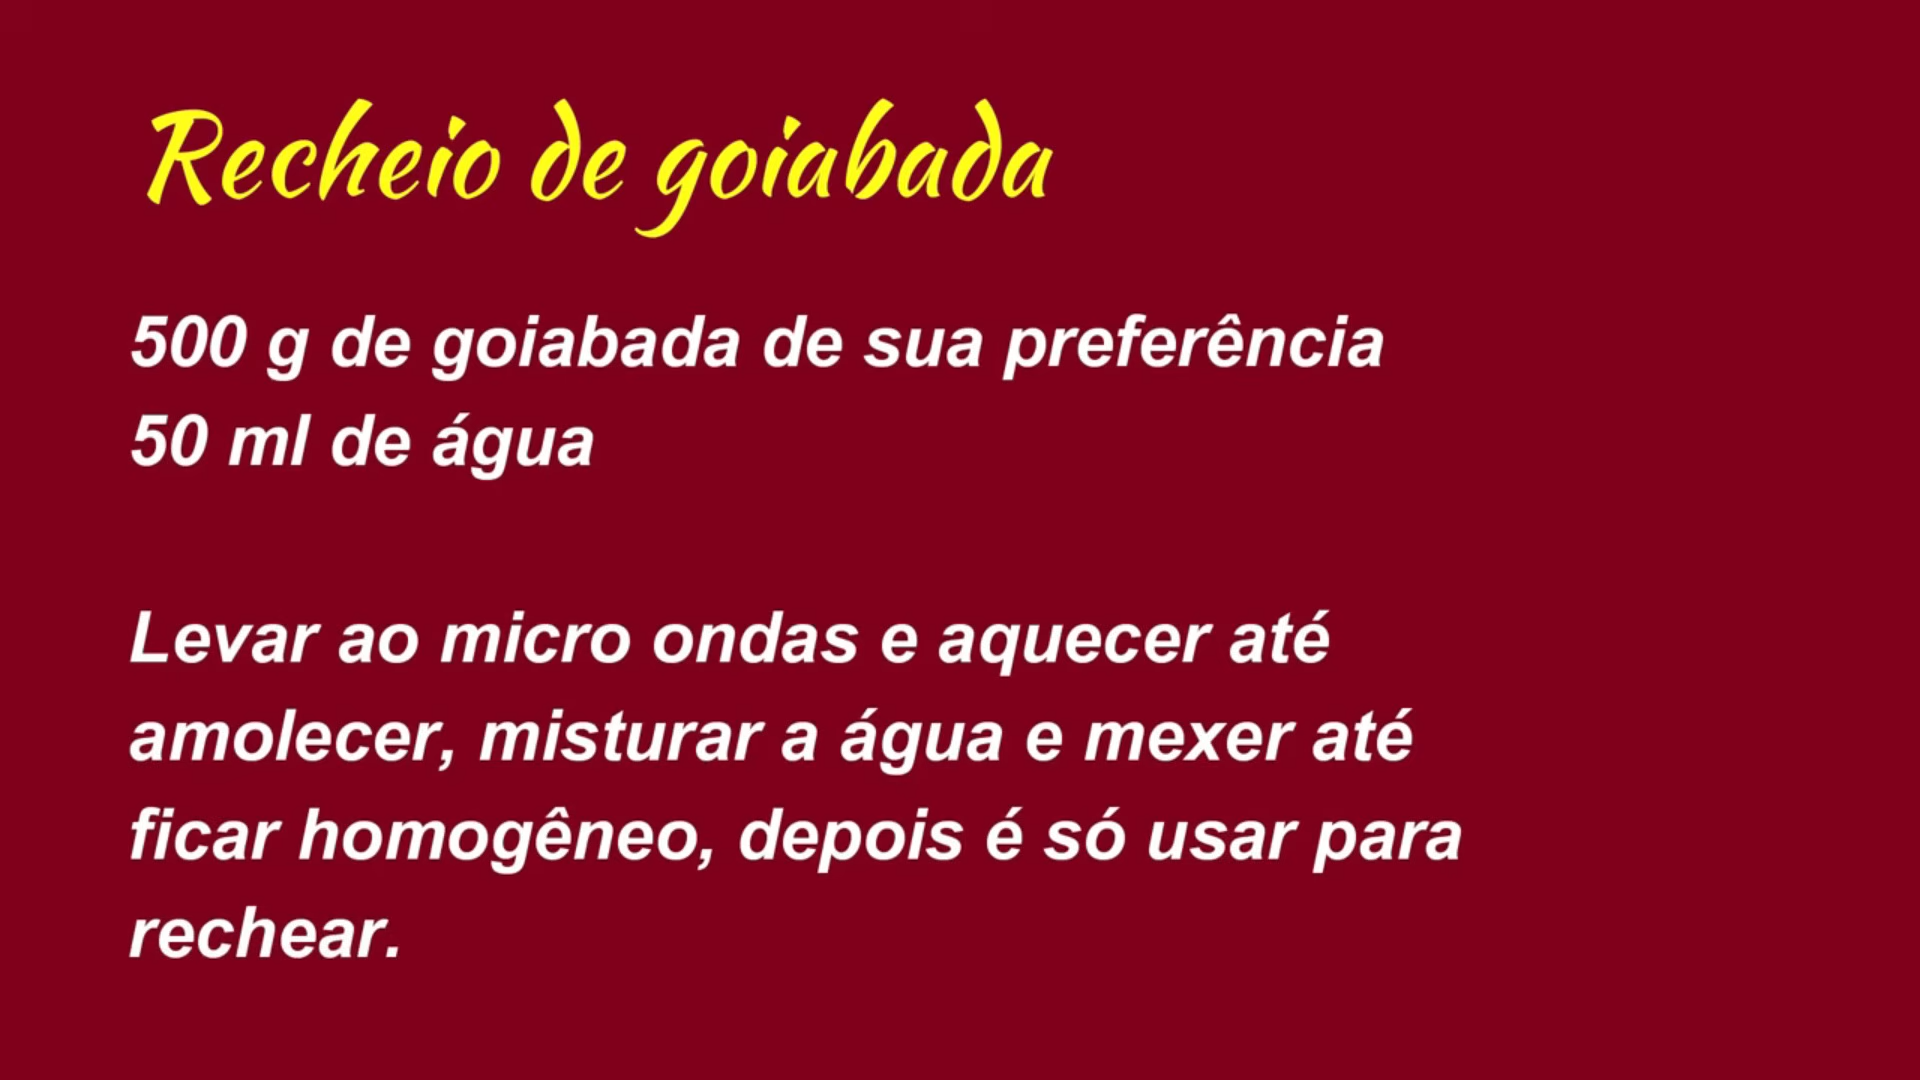 Recheio de goiabada
500 g de goiabada de sua preferência
50 ml de água
Levar ao micro ondas e aquecer até
amolecer, misturar a água e mexer até
ficar homogêneo, depois é só usar para
rechear.